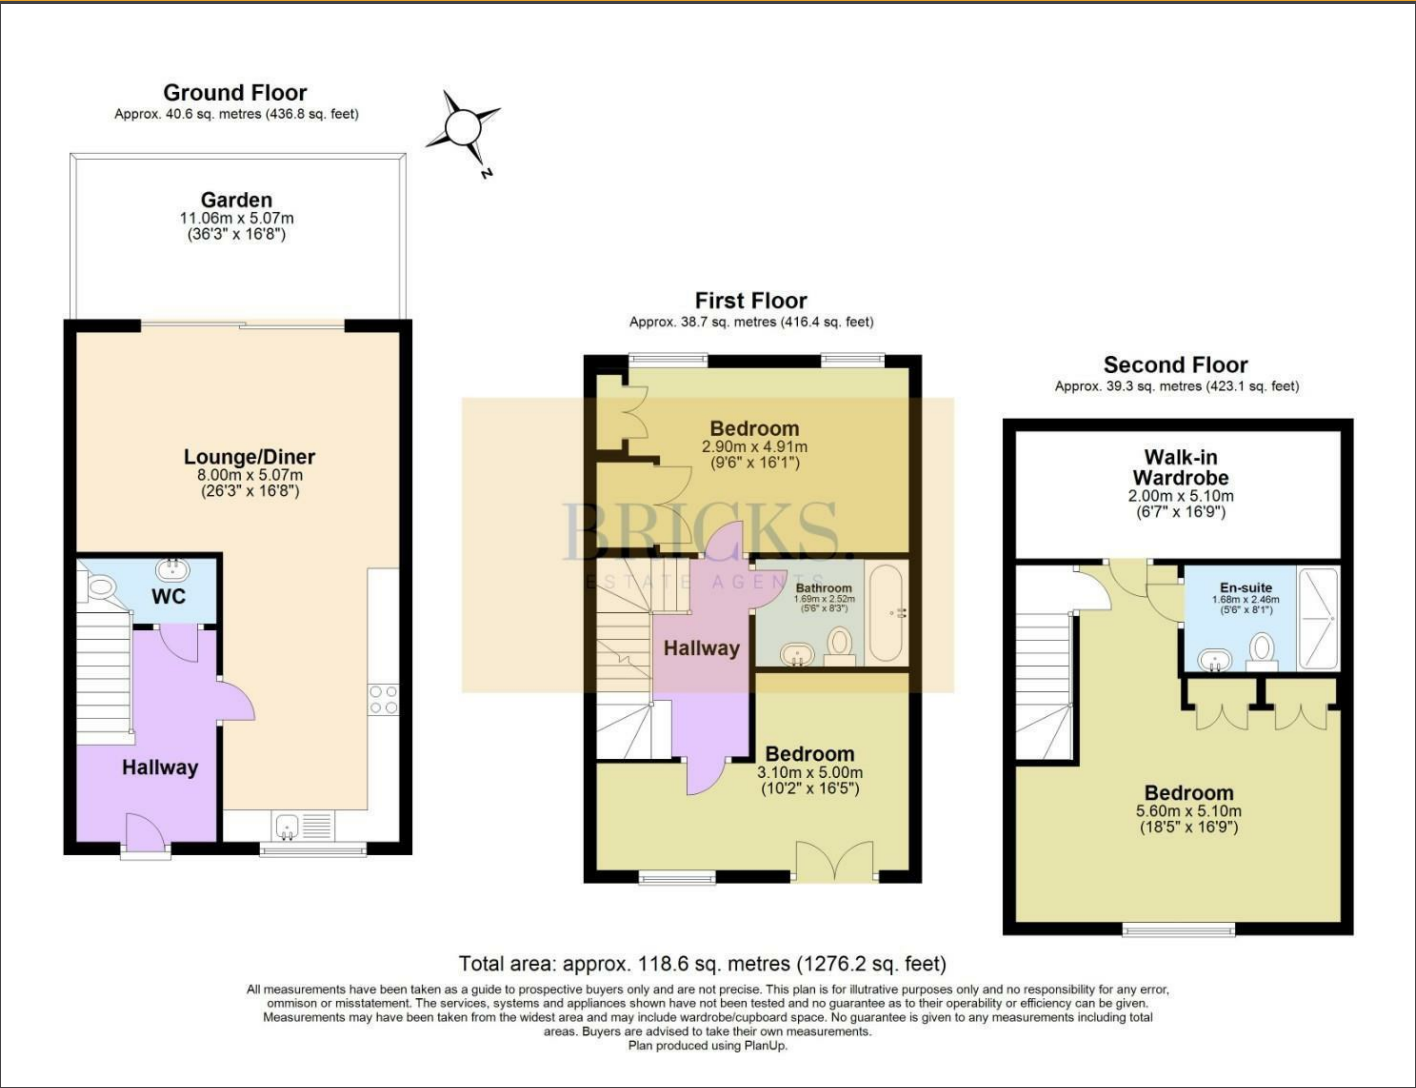 Ground Floor
Approx. 40.6 sq. metres (436.8 sq. feet)
N
Garden
11.06m x 5.07m
(36'3" x 16'8")
Lounge/Diner
8.00m x 5.07m
(26'3" x 16'8")
WC
Hallway
First Floor
Approx. 38.7 sq. metres (416.4 sq. feet)
Bedroom
2.90m x 4.91m
(9'6" x 16'1")
BRICKS.
ESTATE AGENTS
Bathroom
1.69m x 2.52m
(5'6" x 8'3")
Hallway
Bedroom
3.10m x 5.00m
(10'2" x 16'5")
Second Floor
Approx. 39.3 sq. metres (423.1 sq. feet)
Walk-in
Wardrobe
2.00m x 5.10m
(6'7" x 16'9")
En-suite
1.68m x 2.46m
(5'6" x 8'1")
Bedroom
5.60m x 5.10m
(18'5" x 16'9")
Total area: approx. 118.6 sq. metres (1276.2 sq. feet)
All measurements have been taken as a guide to prospective buyers only and are not precise. This plan is for illutrative purposes only and no responsibility for any error,
ommison or misstatement. The services, systems and appliances shown have not been tested and no guarantee as to their operability or efficiency can be given.
Measurements may have been taken from the widest area and may include wardrobe/cupboard space. No guarantee is given to any measurements including total
areas. Buyers are advised to take their own measurements.
Plan produced using PlanUp.